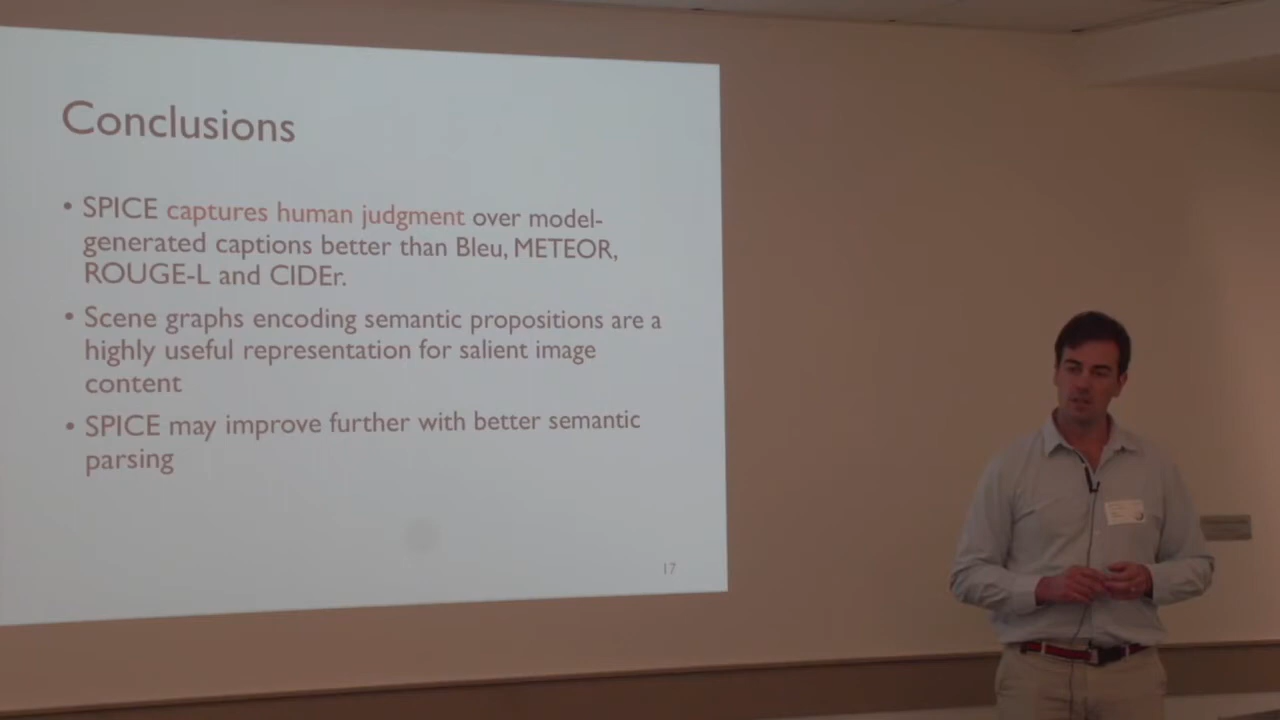 Conclusions
• SPICE captures human judgment over model-
generated captions better than Bleu, METEOR,
ROUGE-L and CIDEr.
• Scene graphs encoding semantic propositions are a
highly useful representation for salient image
content
• SPICE may improve further with better semantic
parsing
17